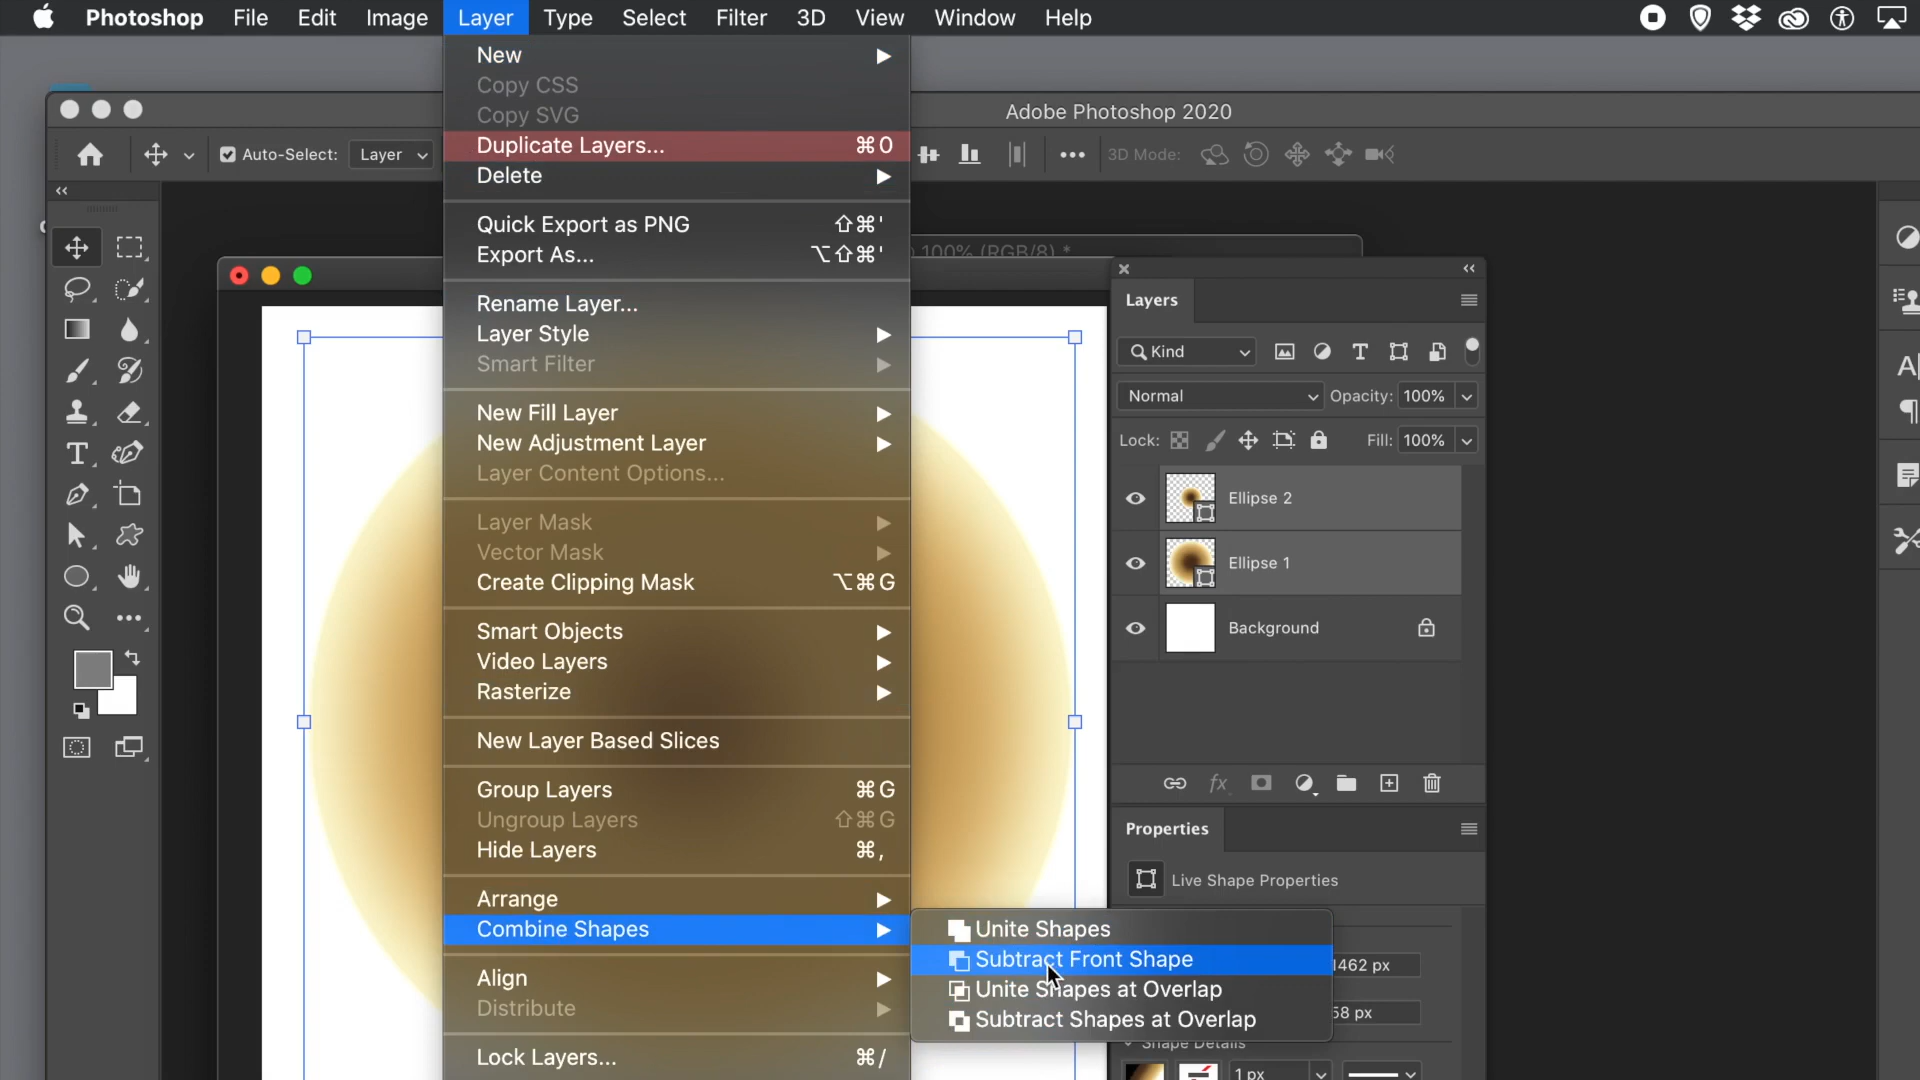 Photoshop File Edit Image Layer Type Select Filter 3D View Window Help
Adobe Photoshop 2020
Auto-Select: Layer
3D Mode:
100% (RGB/8) *
New
Copy CSS
Copy SVG
Duplicate Layers... ⌘0
Delete
Quick Export as PNG ⇧⌘'
Export As... ⌥⇧⌘'
Rename Layer...
Layer Style
Smart Filter
New Fill Layer
New Adjustment Layer
Layer Content Options...
Layer Mask
Vector Mask
Create Clipping Mask ⌥⌘G
Smart Objects
Video Layers
Rasterize
New Layer Based Slices
Group Layers ⌘G
Ungroup Layers ⇧⌘G
Hide Layers ⌘,
Arrange
Combine Shapes
Align
Distribute
Lock Layers... ⌘/
Unite Shapes
Subtract Front Shape
Unite Shapes at Overlap
Subtract Shapes at Overlap
Layers
Kind
Normal Opacity: 100%
Lock: Fill: 100%
Ellipse 2
Ellipse 1
Background
Properties
Live Shape Properties
1462 px
58 px
Shape Details
1 px